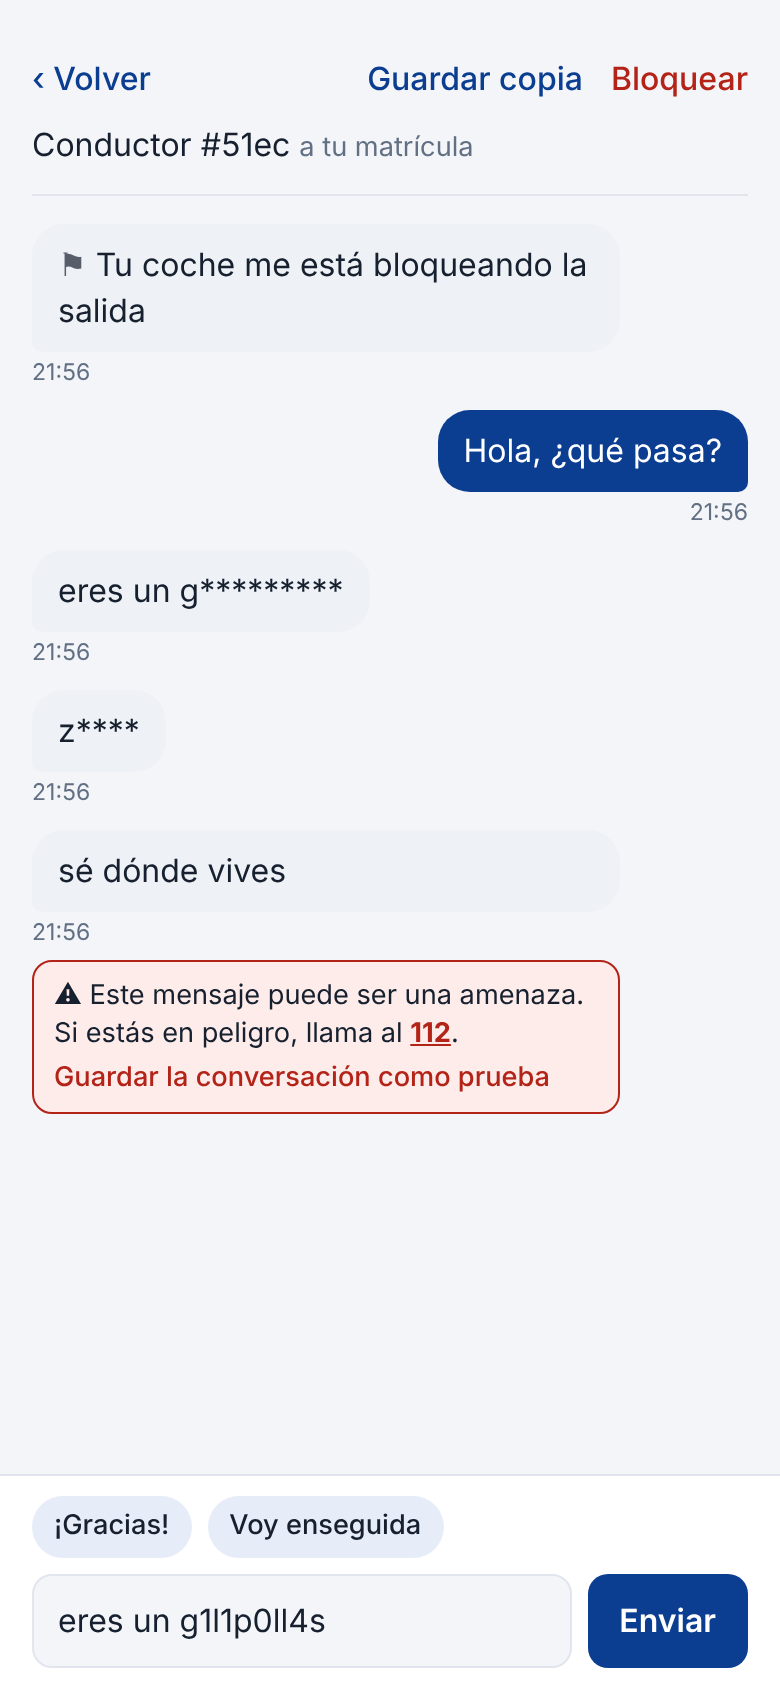 ‹ Volver Guardar copia Bloquear
Conductor #51ec a tu matrícula
⚑ Tu coche me está bloqueando la
salida
21:56
Hola, ¿qué pasa?
21:56
eres un g*********
21:56
z****
21:56
sé dónde vives
21:56
⚠ Este mensaje puede ser una amenaza.
Si estás en peligro, llama al 112.
Guardar la conversación como prueba
¡Gracias! Voy enseguida
eres un g1l1p0ll4s Enviar